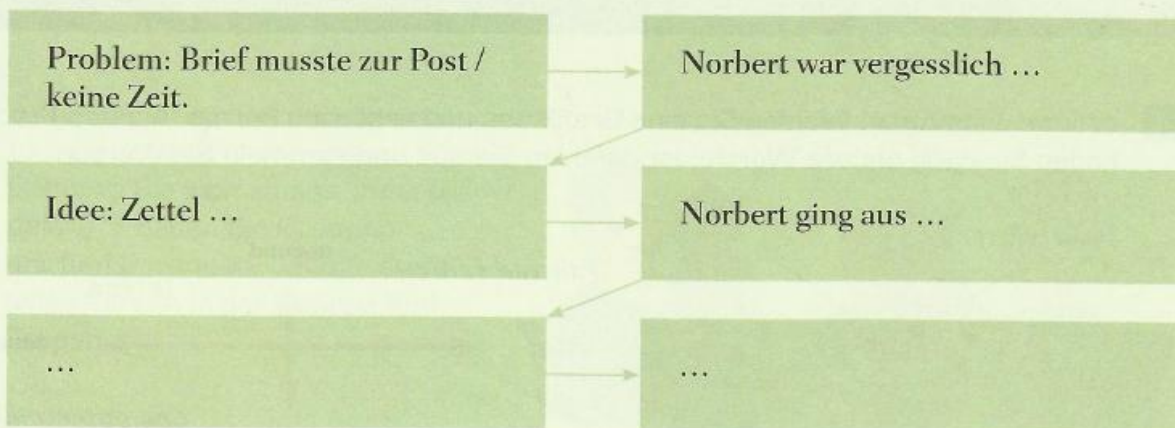 Problem: Brief musste zur Post /
keine Zeit.
Norbert war vergesslich …
Idee: Zettel …
Norbert ging aus …
…
…